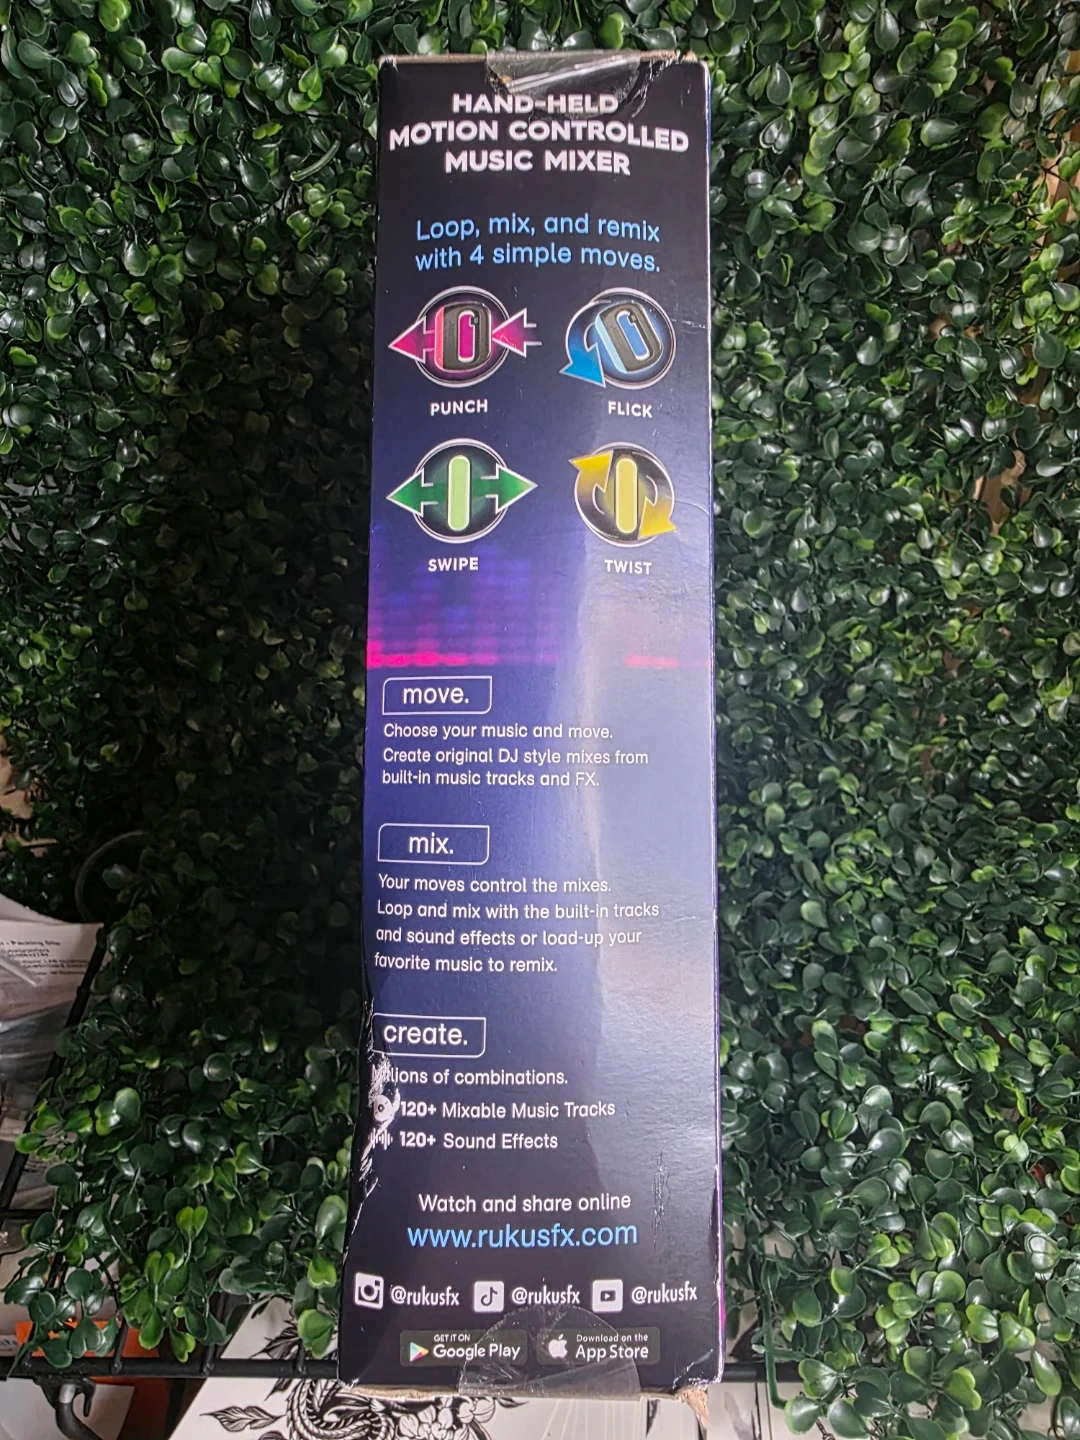 HAND-HELD
MOTION CONTROLLED
MUSIC MIXER
Loop, mix, and remix
with 4 simple moves.
PUNCH
FLICK
SWIPE
TWIST
move.
Choose your music and move.
Create original DJ style mixes from
built-in music tracks and FX.
mix.
Your moves control the mixes.
Loop and mix with the built-in tracks
and sound effects or load-up your
favorite music to remix.
create.
of combinations.
120+ Mixable Music Tracks
120+ Sound Effects
Watch and share online
www.rukusfx.com
@rukusfx @rukusfx @rukusfx
GET IT ON
Google Play
Download on the
App Store